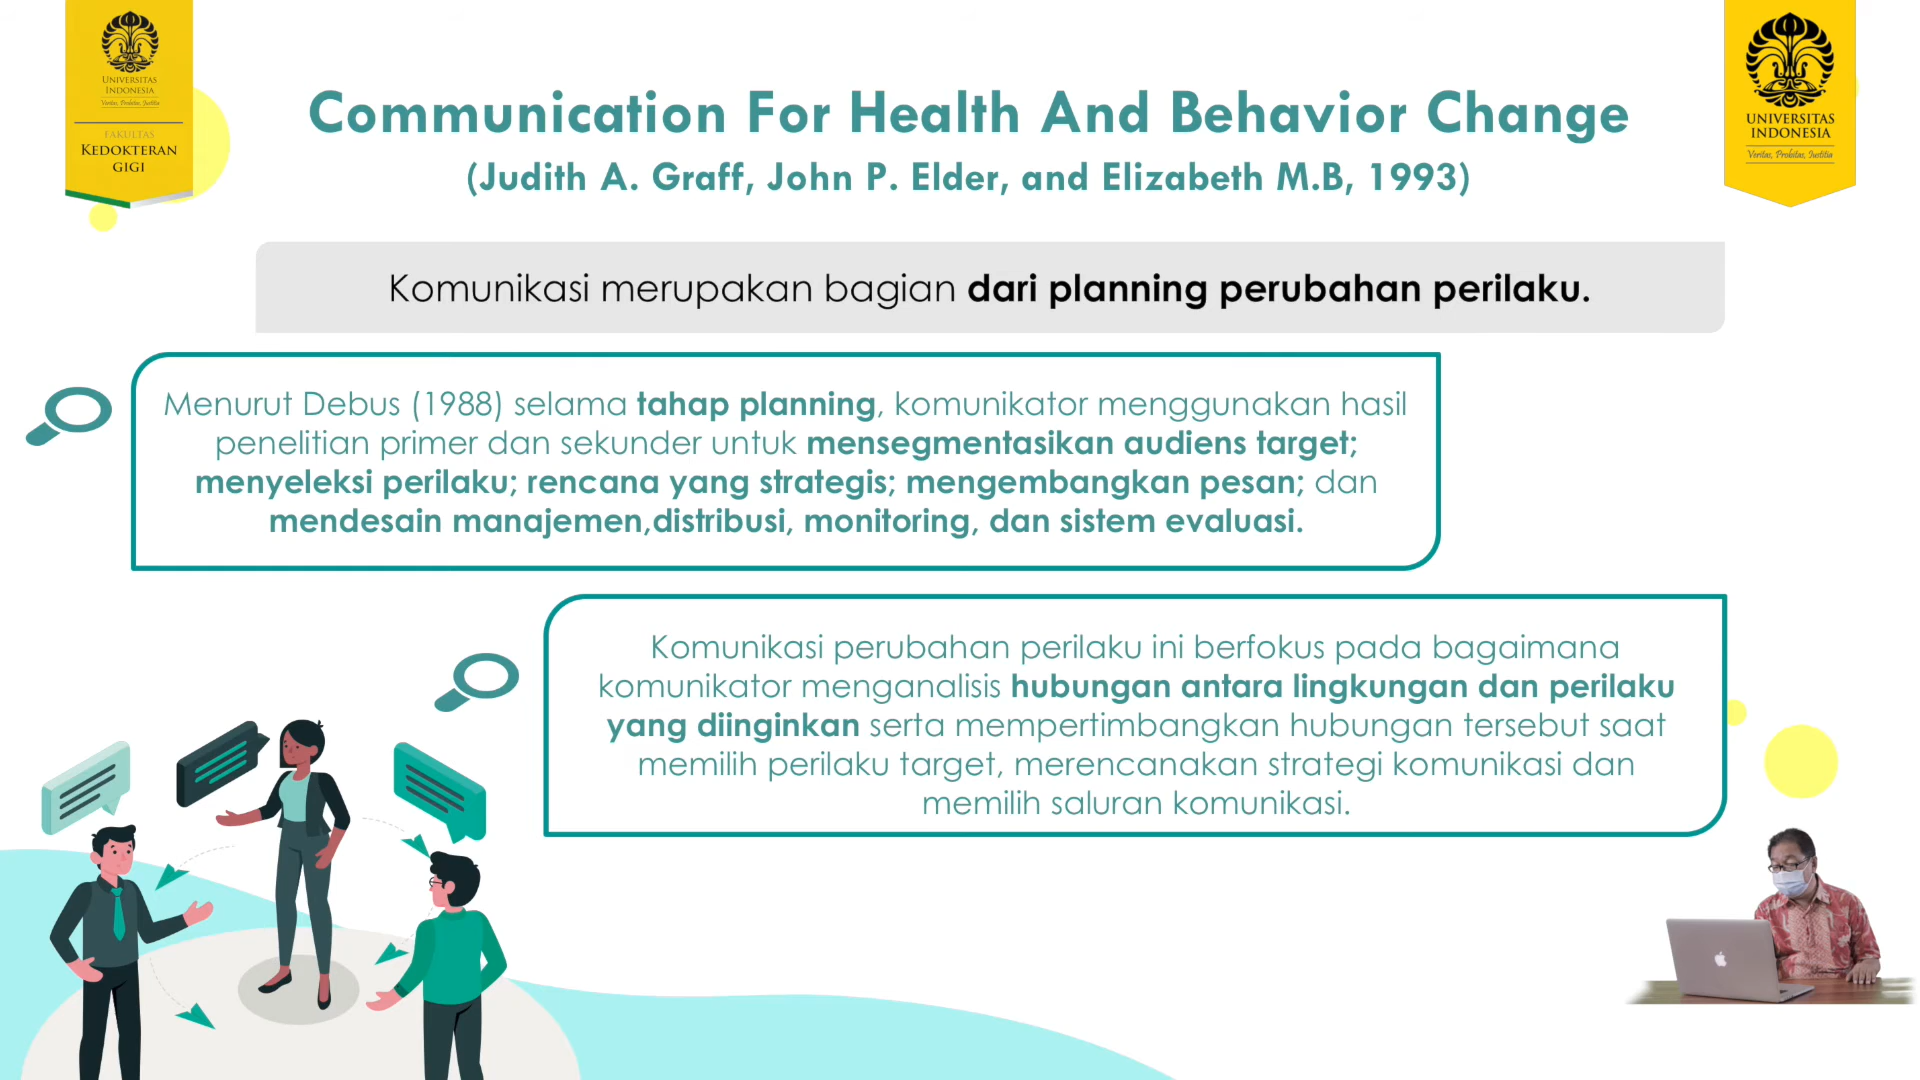 UNIVERSITAS
INDONESIA
Veritas, Probitas, Justitia
FAKULTAS
KEDOKTERAN
GIGI
UNIVERSITAS
INDONESIA
Veritas, Probitas, Justitia
Communication For Health And Behavior Change
(Judith A. Graff, John P. Elder, and Elizabeth M.B, 1993)
Komunikasi merupakan bagian dari planning perubahan perilaku.
Menurut Debus (1988) selama tahap planning, komunikator menggunakan hasil
penelitian primer dan sekunder untuk mensegmentasikan audiens target;
menyeleksi perilaku; rencana yang strategis; mengembangkan pesan; dan
mendesain manajemen,distribusi, monitoring, dan sistem evaluasi.
Komunikasi perubahan perilaku ini berfokus pada bagaimana
komunikator menganalisis hubungan antara lingkungan dan perilaku
yang diinginkan serta mempertimbangkan hubungan tersebut saat
memilih perilaku target, merencanakan strategi komunikasi dan
memilih saluran komunikasi.